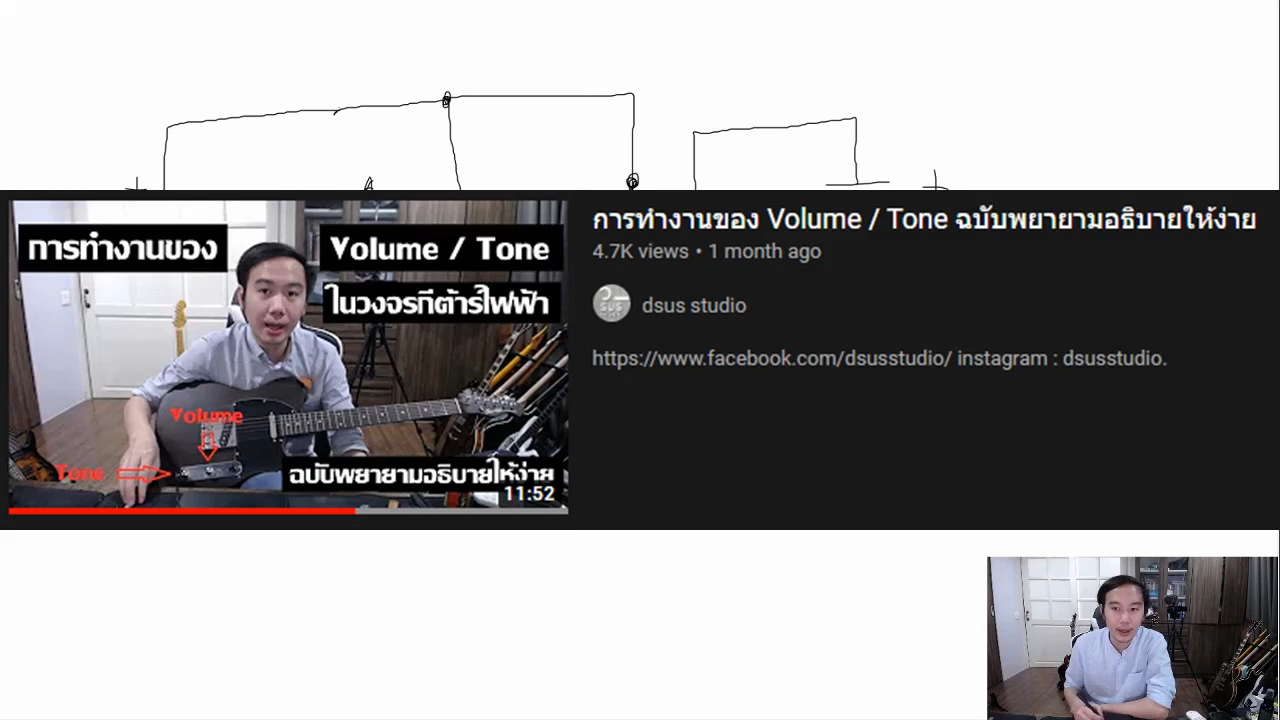 การทำงานของ
Volume / Tone
ในวงจรกีต้าร์ไฟฟ้า
Volume
Tone
ฉบับพยายามอธิบายให้ง่าย
11:52
การทำงานของ Volume / Tone ฉบับพยายามอธิบายให้ง่าย
4.7K views • 1 month ago
dsus studio
https://www.facebook.com/dsusstudio/ instagram : dsusstudio.